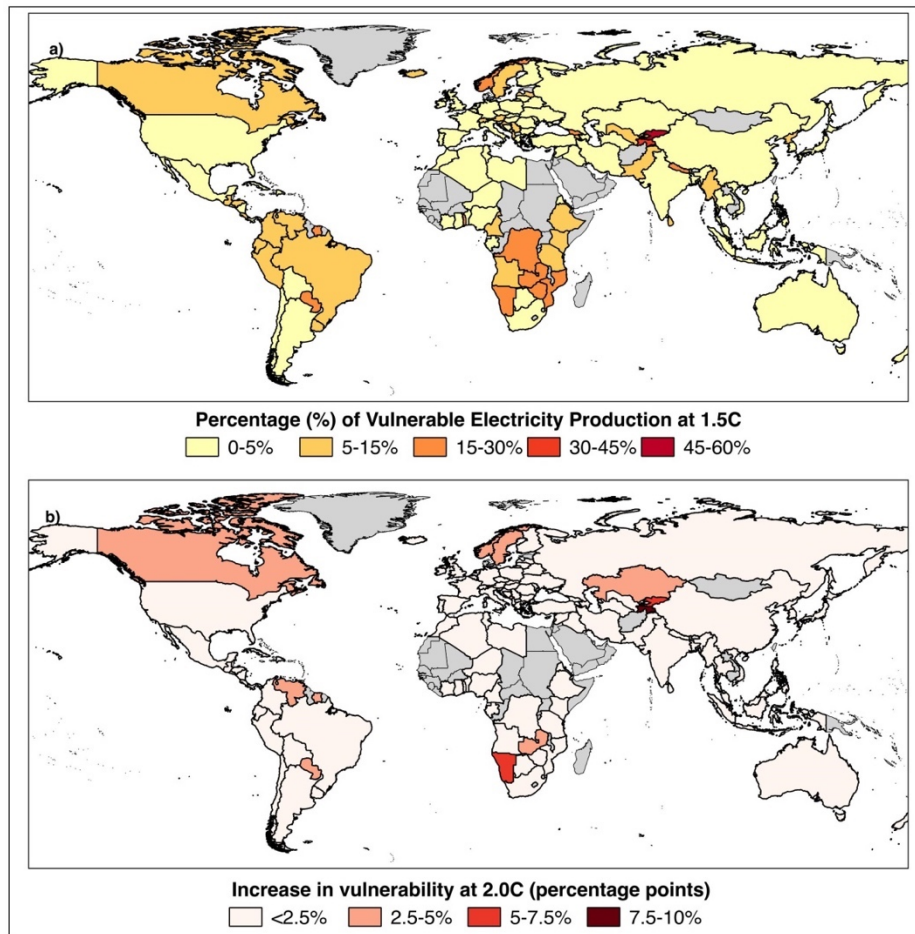 a)
Percentage (%) of Vulnerable Electricity Production at 1.5C
0-5% 5-15% 15-30% 30-45% 45-60%
b)
Increase in vulnerability at 2.0C (percentage points)
<2.5% 2.5-5% 5-7.5% 7.5-10%